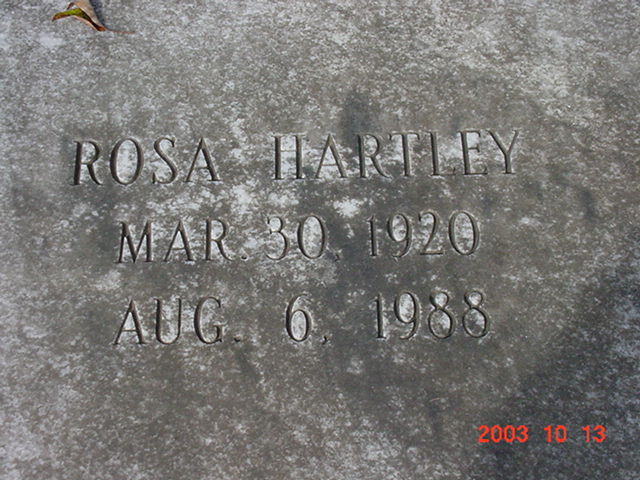 ROSA HARTLEY
MAR. 30, 1920
AUG. 6, 1988
2003 10 13